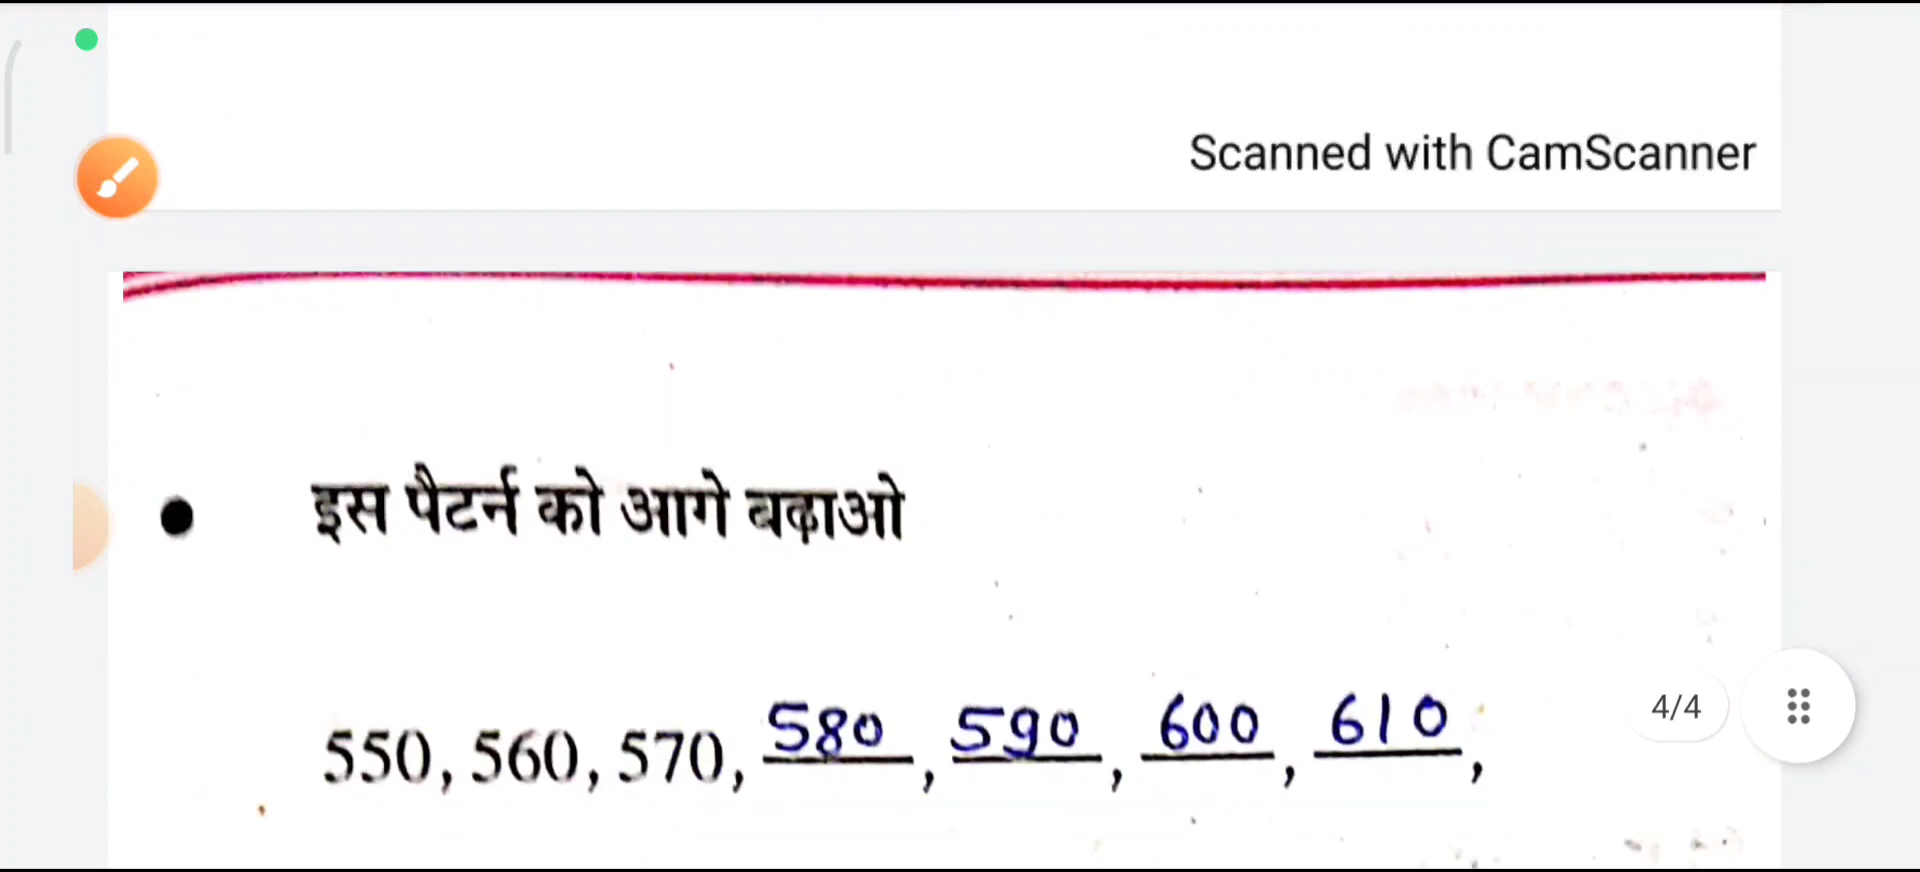 Scanned with CamScanner
इस पैटर्न को आगे बढ़ाओ
550, 560, 570, 580, 590, 600, 610,
4/4